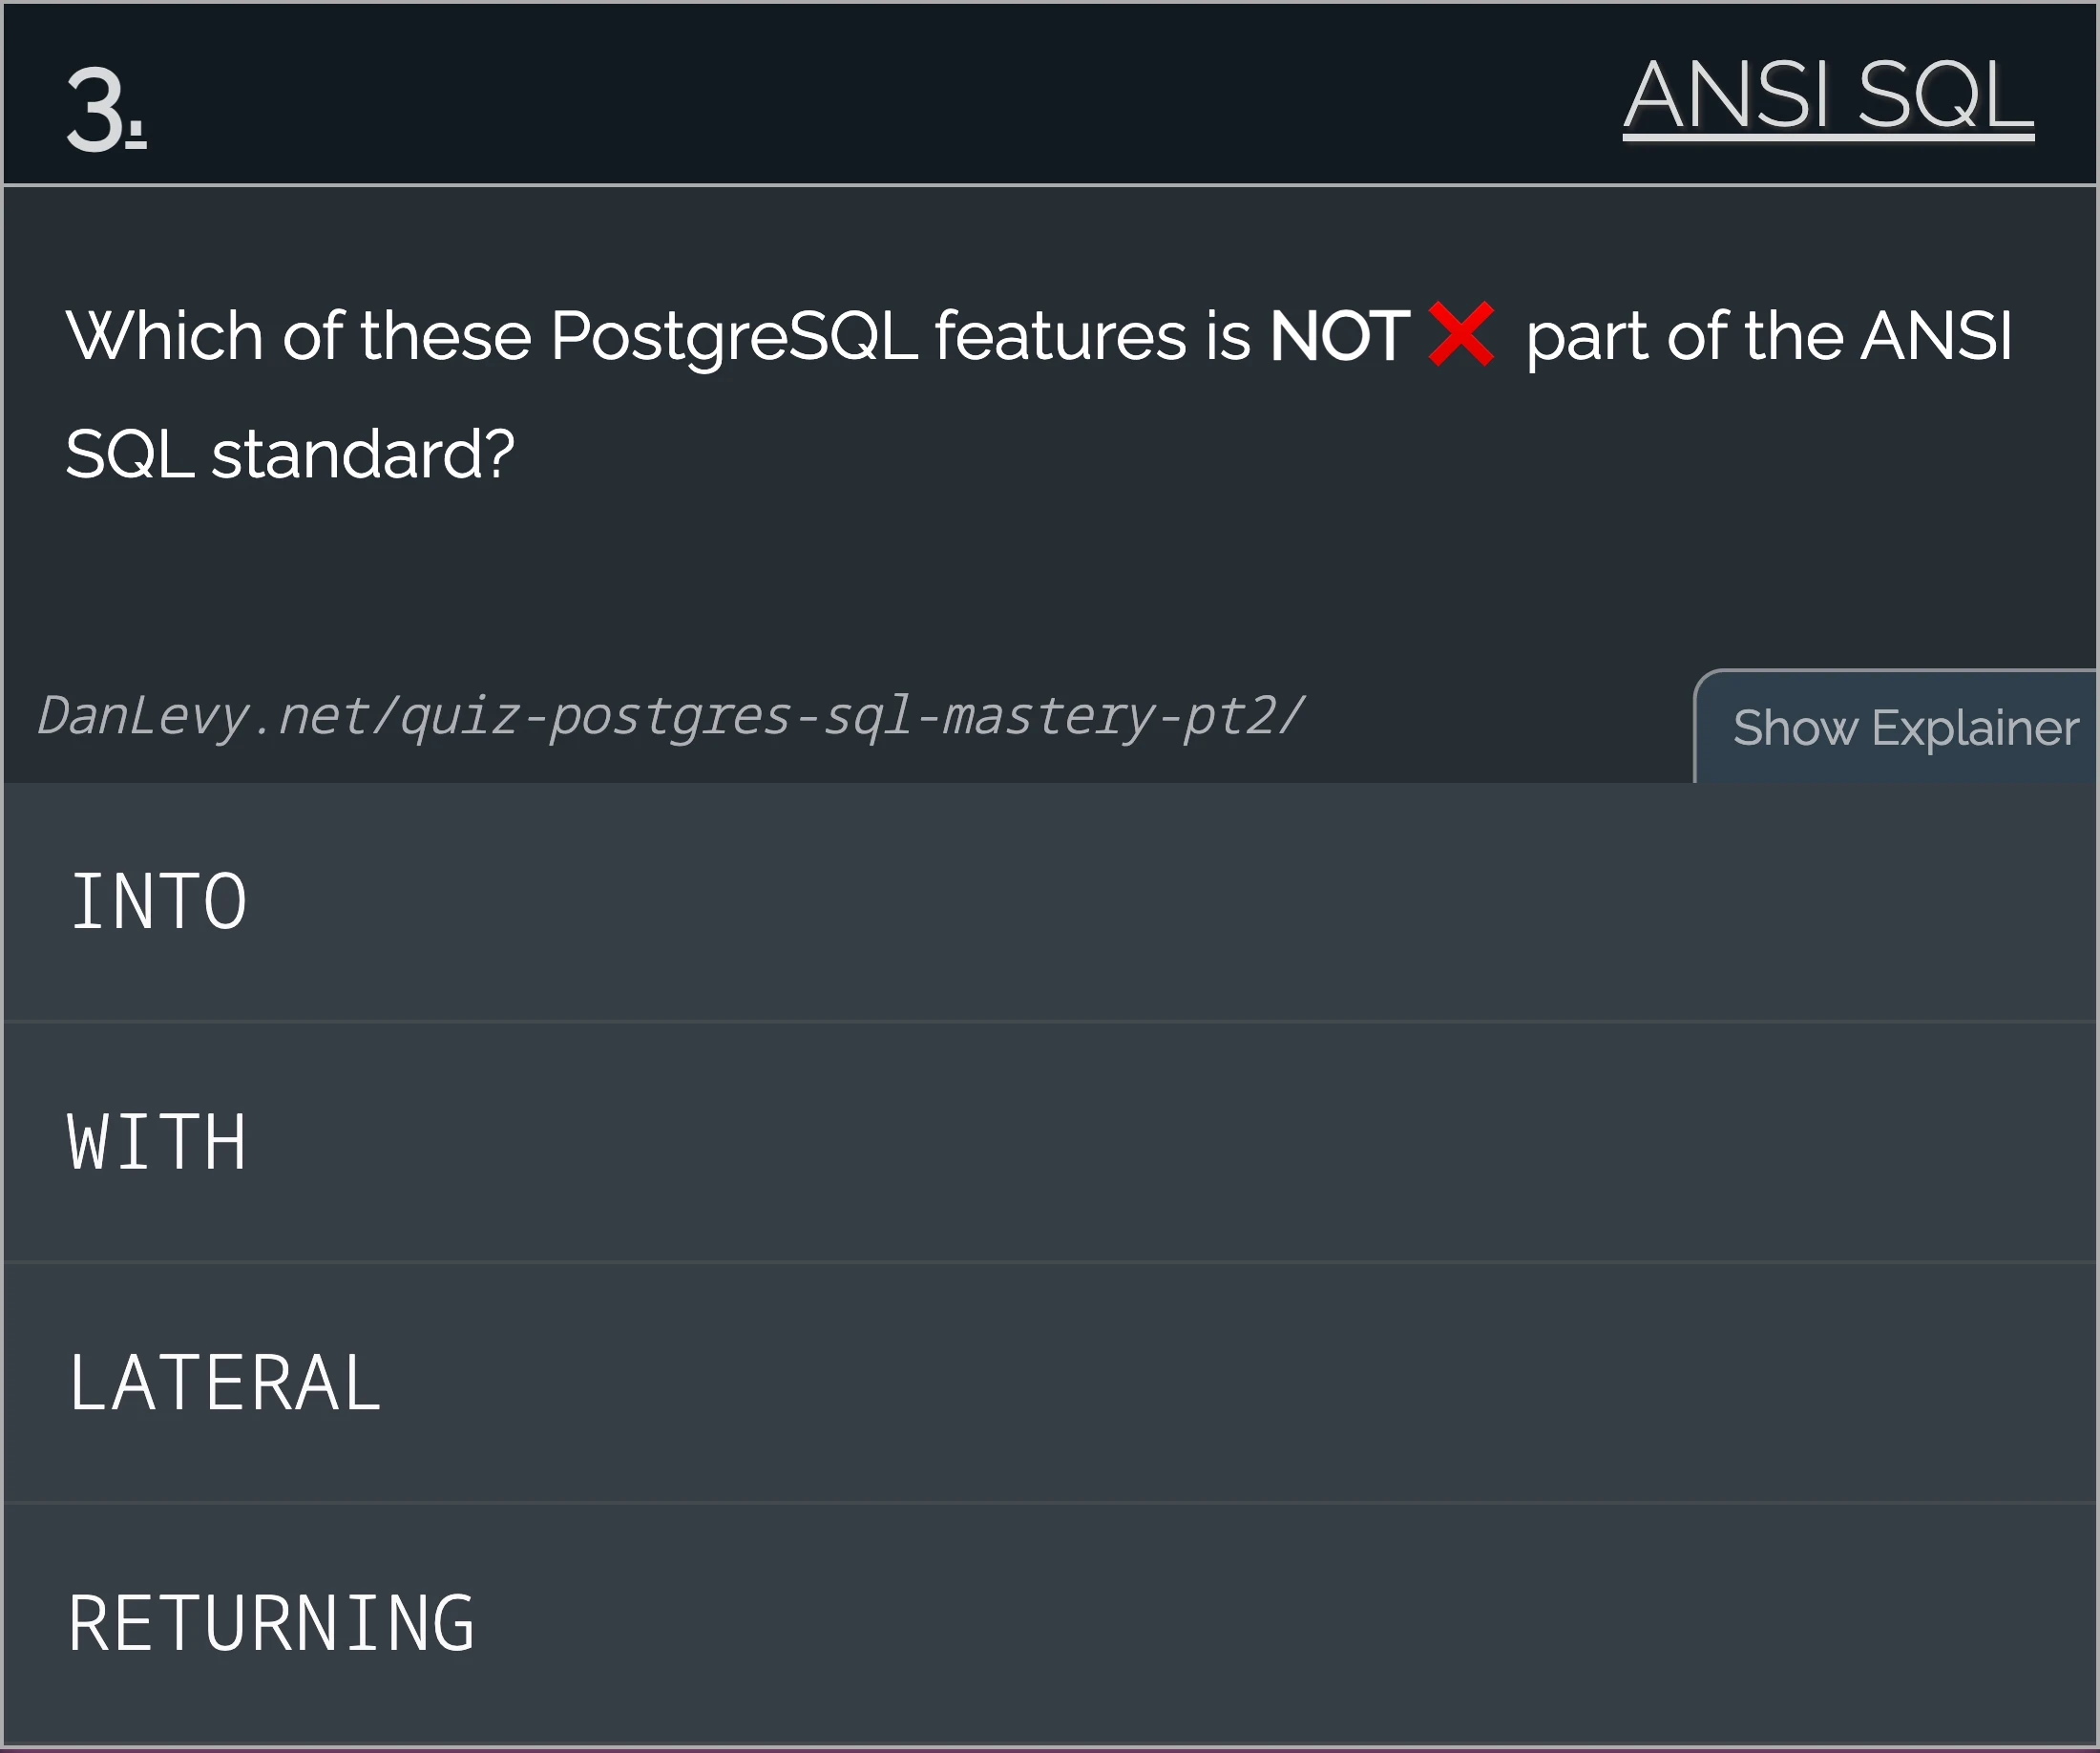 3.
ANSI SQL
Which of these PostgreSQL features is NOT ❌ part of the ANSI
SQL standard?
DanLevy.net/quiz-postgres-sql-mastery-pt2/
Show Explainer
INTO
WITH
LATERAL
RETURNING